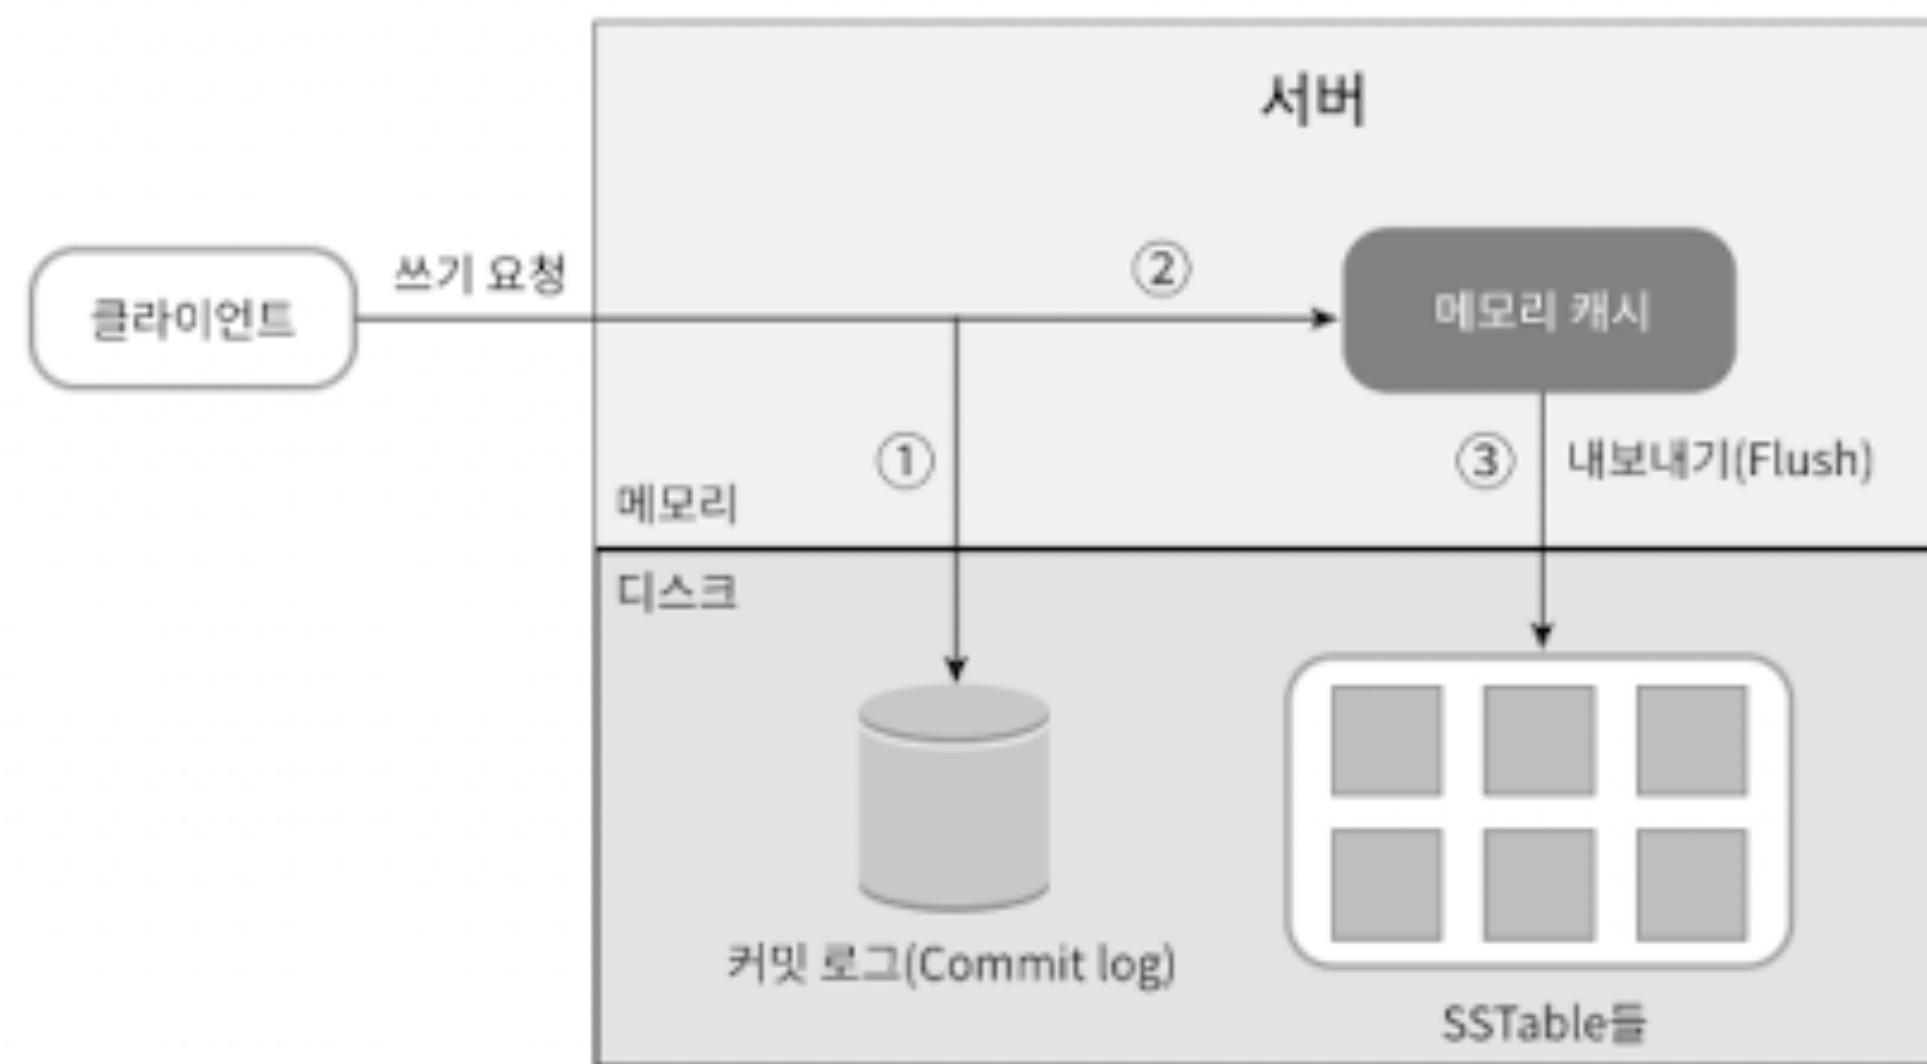 서버
클라이언트
쓰기 요청
②
메모리 캐시
①
③
내보내기(Flush)
메모리
디스크
커밋 로그(Commit log)
SSTable들